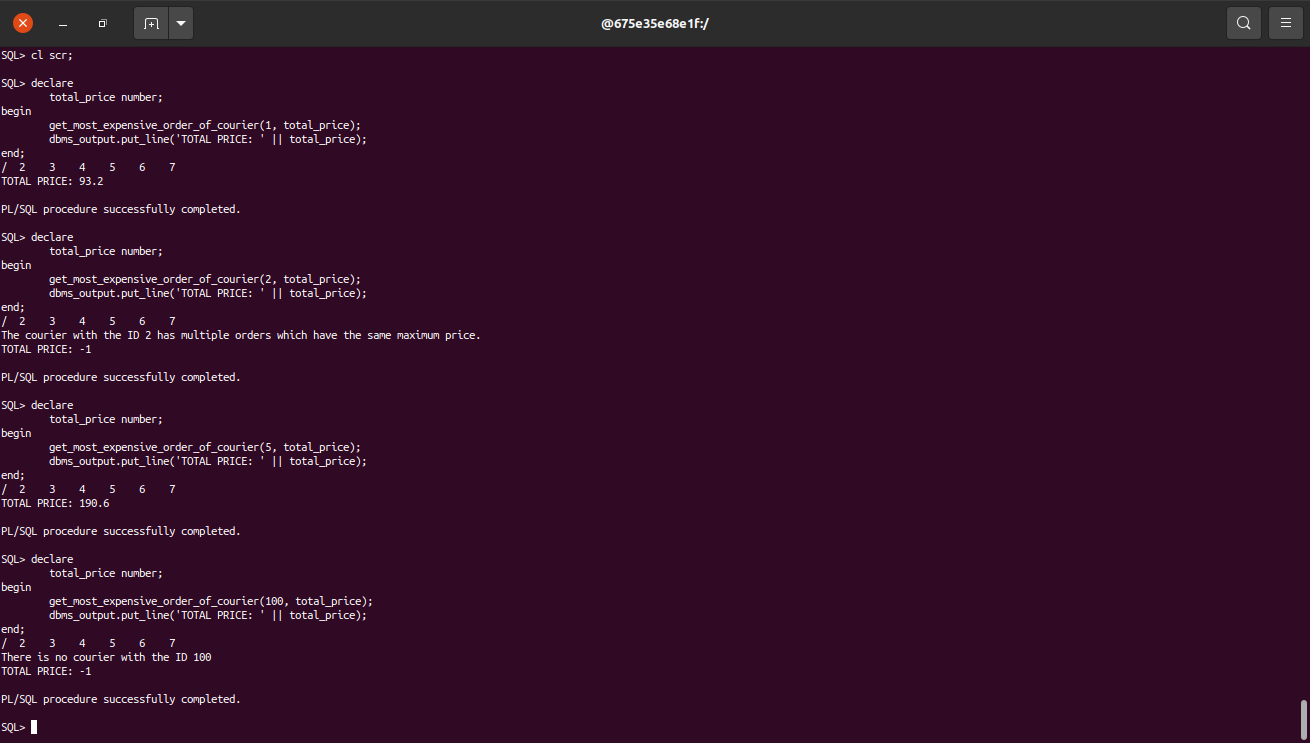 @675e35e68e1f:/
SQL> cl scr;
SQL> declare
total_price number;
begin
get_most_expensive_order_of_courier(1, total_price);
dbms_output.put_line('TOTAL PRICE: ' || total_price);
end;
/  2    3    4    5    6    7
TOTAL PRICE: 93.2
PL/SQL procedure successfully completed.
SQL> declare
total_price number;
begin
get_most_expensive_order_of_courier(2, total_price);
dbms_output.put_line('TOTAL PRICE: ' || total_price);
end;
/  2    3    4    5    6    7
The courier with the ID 2 has multiple orders which have the same maximum price.
TOTAL PRICE: -1
PL/SQL procedure successfully completed.
SQL> declare
total_price number;
begin
get_most_expensive_order_of_courier(5, total_price);
dbms_output.put_line('TOTAL PRICE: ' || total_price);
end;
/  2    3    4    5    6    7
TOTAL PRICE: 190.6
PL/SQL procedure successfully completed.
SQL> declare
total_price number;
begin
get_most_expensive_order_of_courier(100, total_price);
dbms_output.put_line('TOTAL PRICE: ' || total_price);
end;
/  2    3    4    5    6    7
There is no courier with the ID 100
TOTAL PRICE: -1
PL/SQL procedure successfully completed.
SQL>